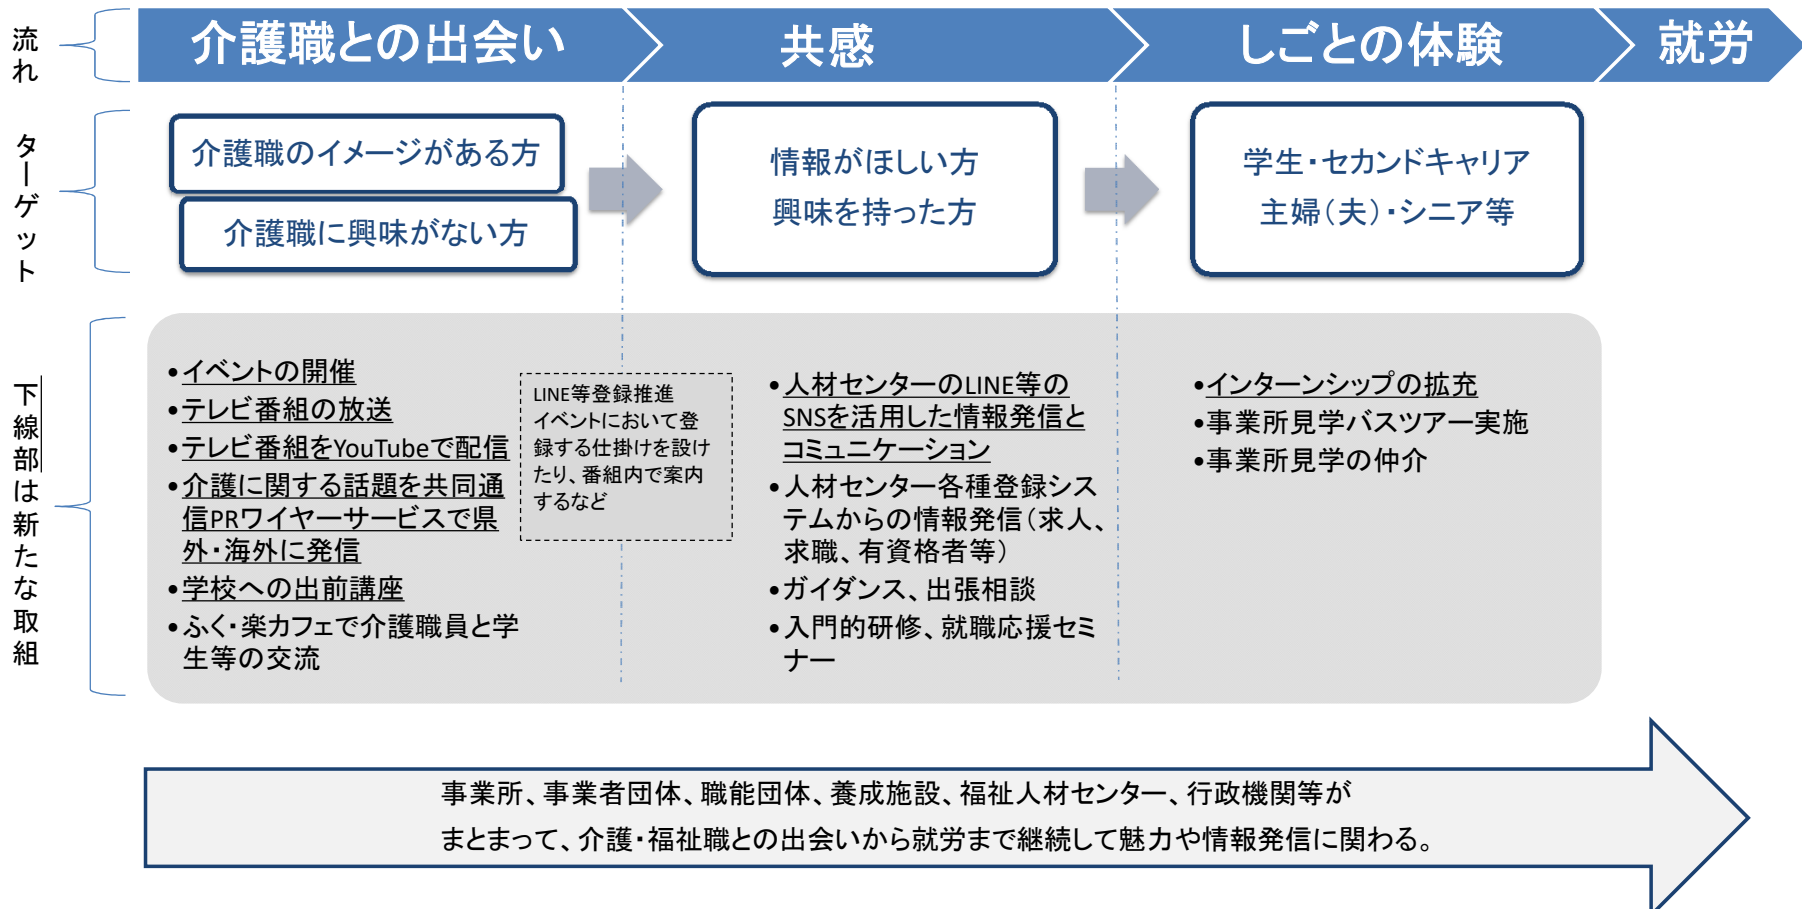 流れ
介護職との出会い
共感
しごとの体験
就労
ターゲット
介護職のイメージがある方
介護職に興味がない方
情報がほしい方
興味を持った方
学生・セカンドキャリア
主婦(夫)・シニア等
下線部は新たな取組
•イベントの開催
•テレビ番組の放送
•テレビ番組をYouTubeで配信
•介護に関する話題を共同通
信PRワイヤーサービスで県
外・海外に発信
•学校への出前講座
•ふく・楽カフェで介護職員と学
生等の交流
LINE等登録推進
イベントにおいて登
録する仕掛けを設け
たり、番組内で案内
するなど
•人材センターのLINE等の
SNSを活用した情報発信と
コミュニケーション
•人材センター各種登録シス
テムからの情報発信(求人、
求職、有資格者等)
•ガイダンス、出張相談
•入門的研修、就職応援セミ
ナー
•インターンシップの拡充
•事業所見学バスツアー実施
•事業所見学の仲介
事業所、事業者団体、職能団体、養成施設、福祉人材センター、行政機関等が
まとまって、介護・福祉職との出会いから就労まで継続して魅力や情報発信に関わる。